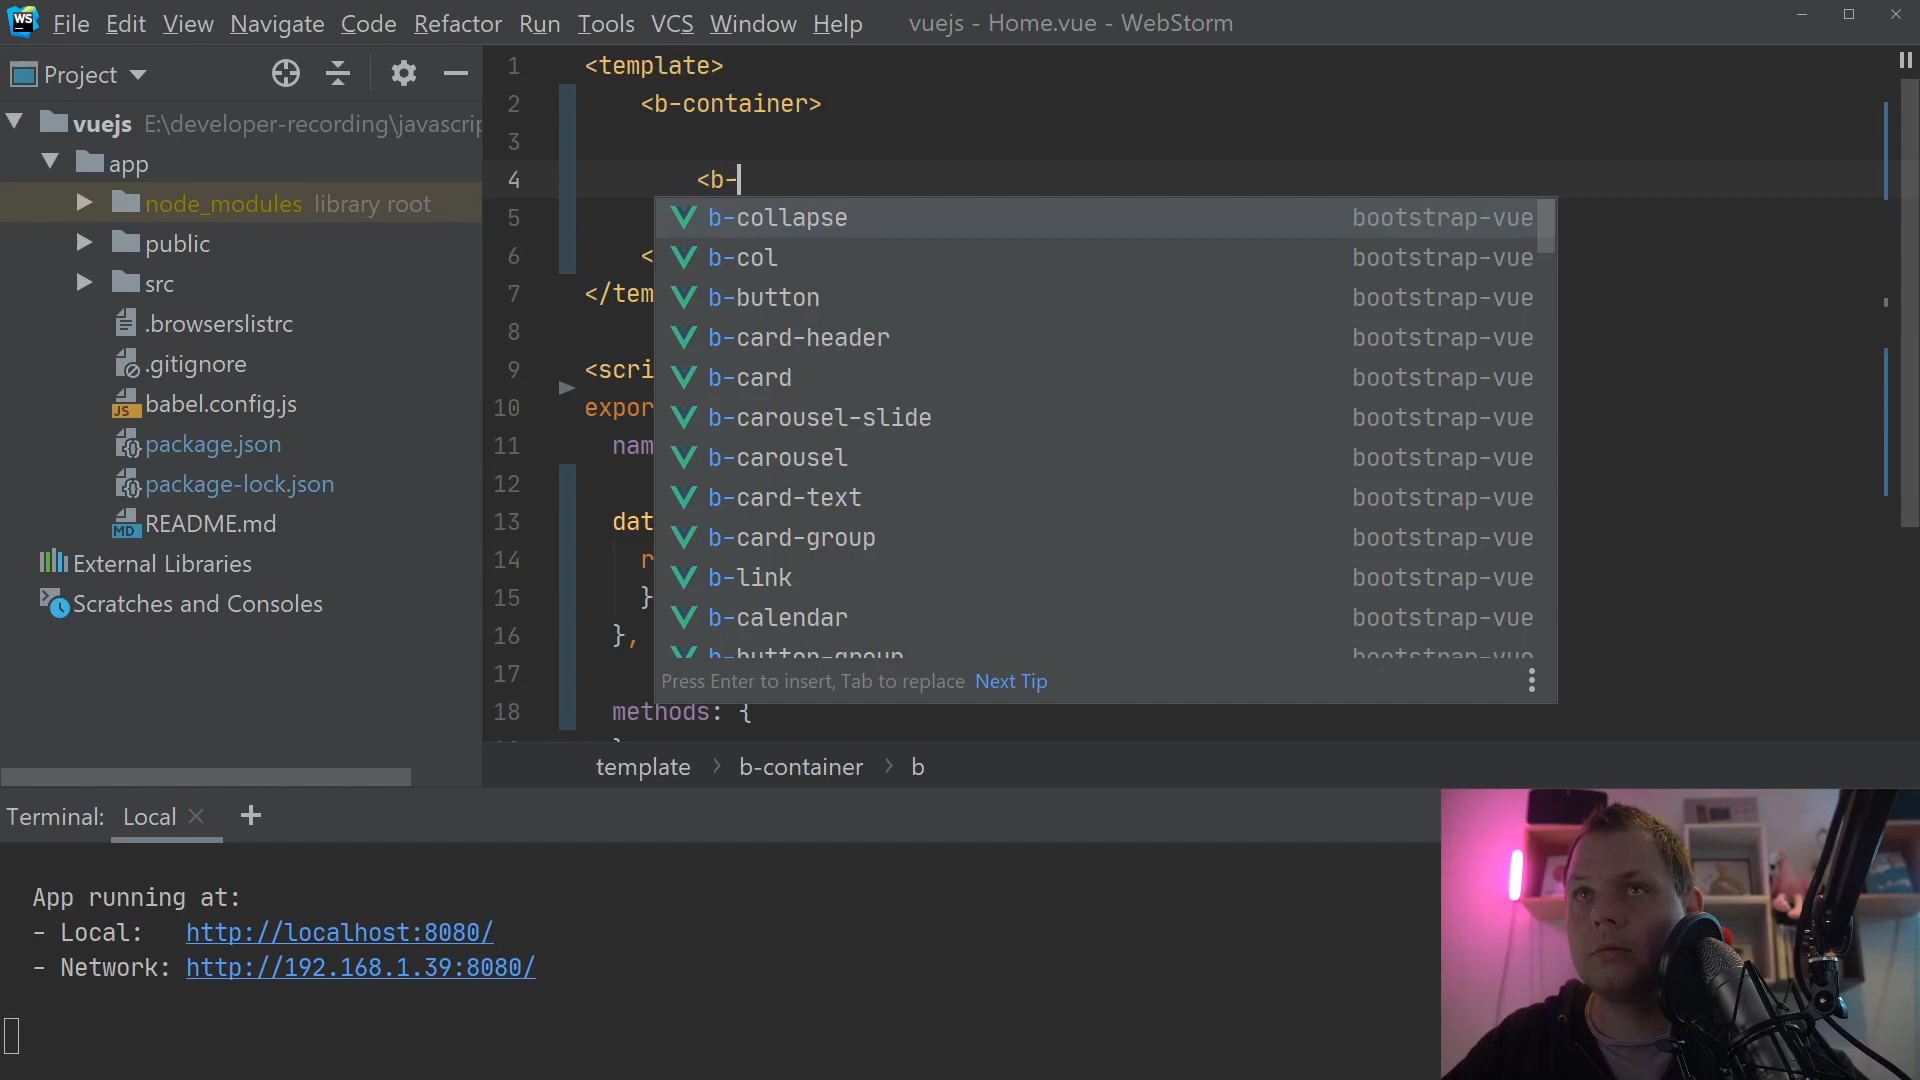 WS File Edit View Navigate Code Refactor Run Tools VCS Window Help vuejs - Home.vue - WebStorm
Project
vuejs E:\developer-recording\javascrip
app
node_modules library root
public
src
.browserslistrc
.gitignore
JS babel.config.js
package.json
package-lock.json
MD README.md
External Libraries
Scratches and Consoles
1 <template>
2 <b-container>
3
4 <b-
5
6 <
7 </tem
8
9 <scri
10 expor
11 nam
12
13 dat
14 r
15 }
16 },
17
18 methods: {
b-collapse bootstrap-vue
b-col bootstrap-vue
b-button bootstrap-vue
b-card-header bootstrap-vue
b-card bootstrap-vue
b-carousel-slide bootstrap-vue
b-carousel bootstrap-vue
b-card-text bootstrap-vue
b-card-group bootstrap-vue
b-link bootstrap-vue
b-calendar bootstrap-vue
b-button-group bootstrap-vue
Press Enter to insert, Tab to replace Next Tip
template > b-container > b
Terminal: Local × +
App running at:
- Local: http://localhost:8080/
- Network: http://192.168.1.39:8080/